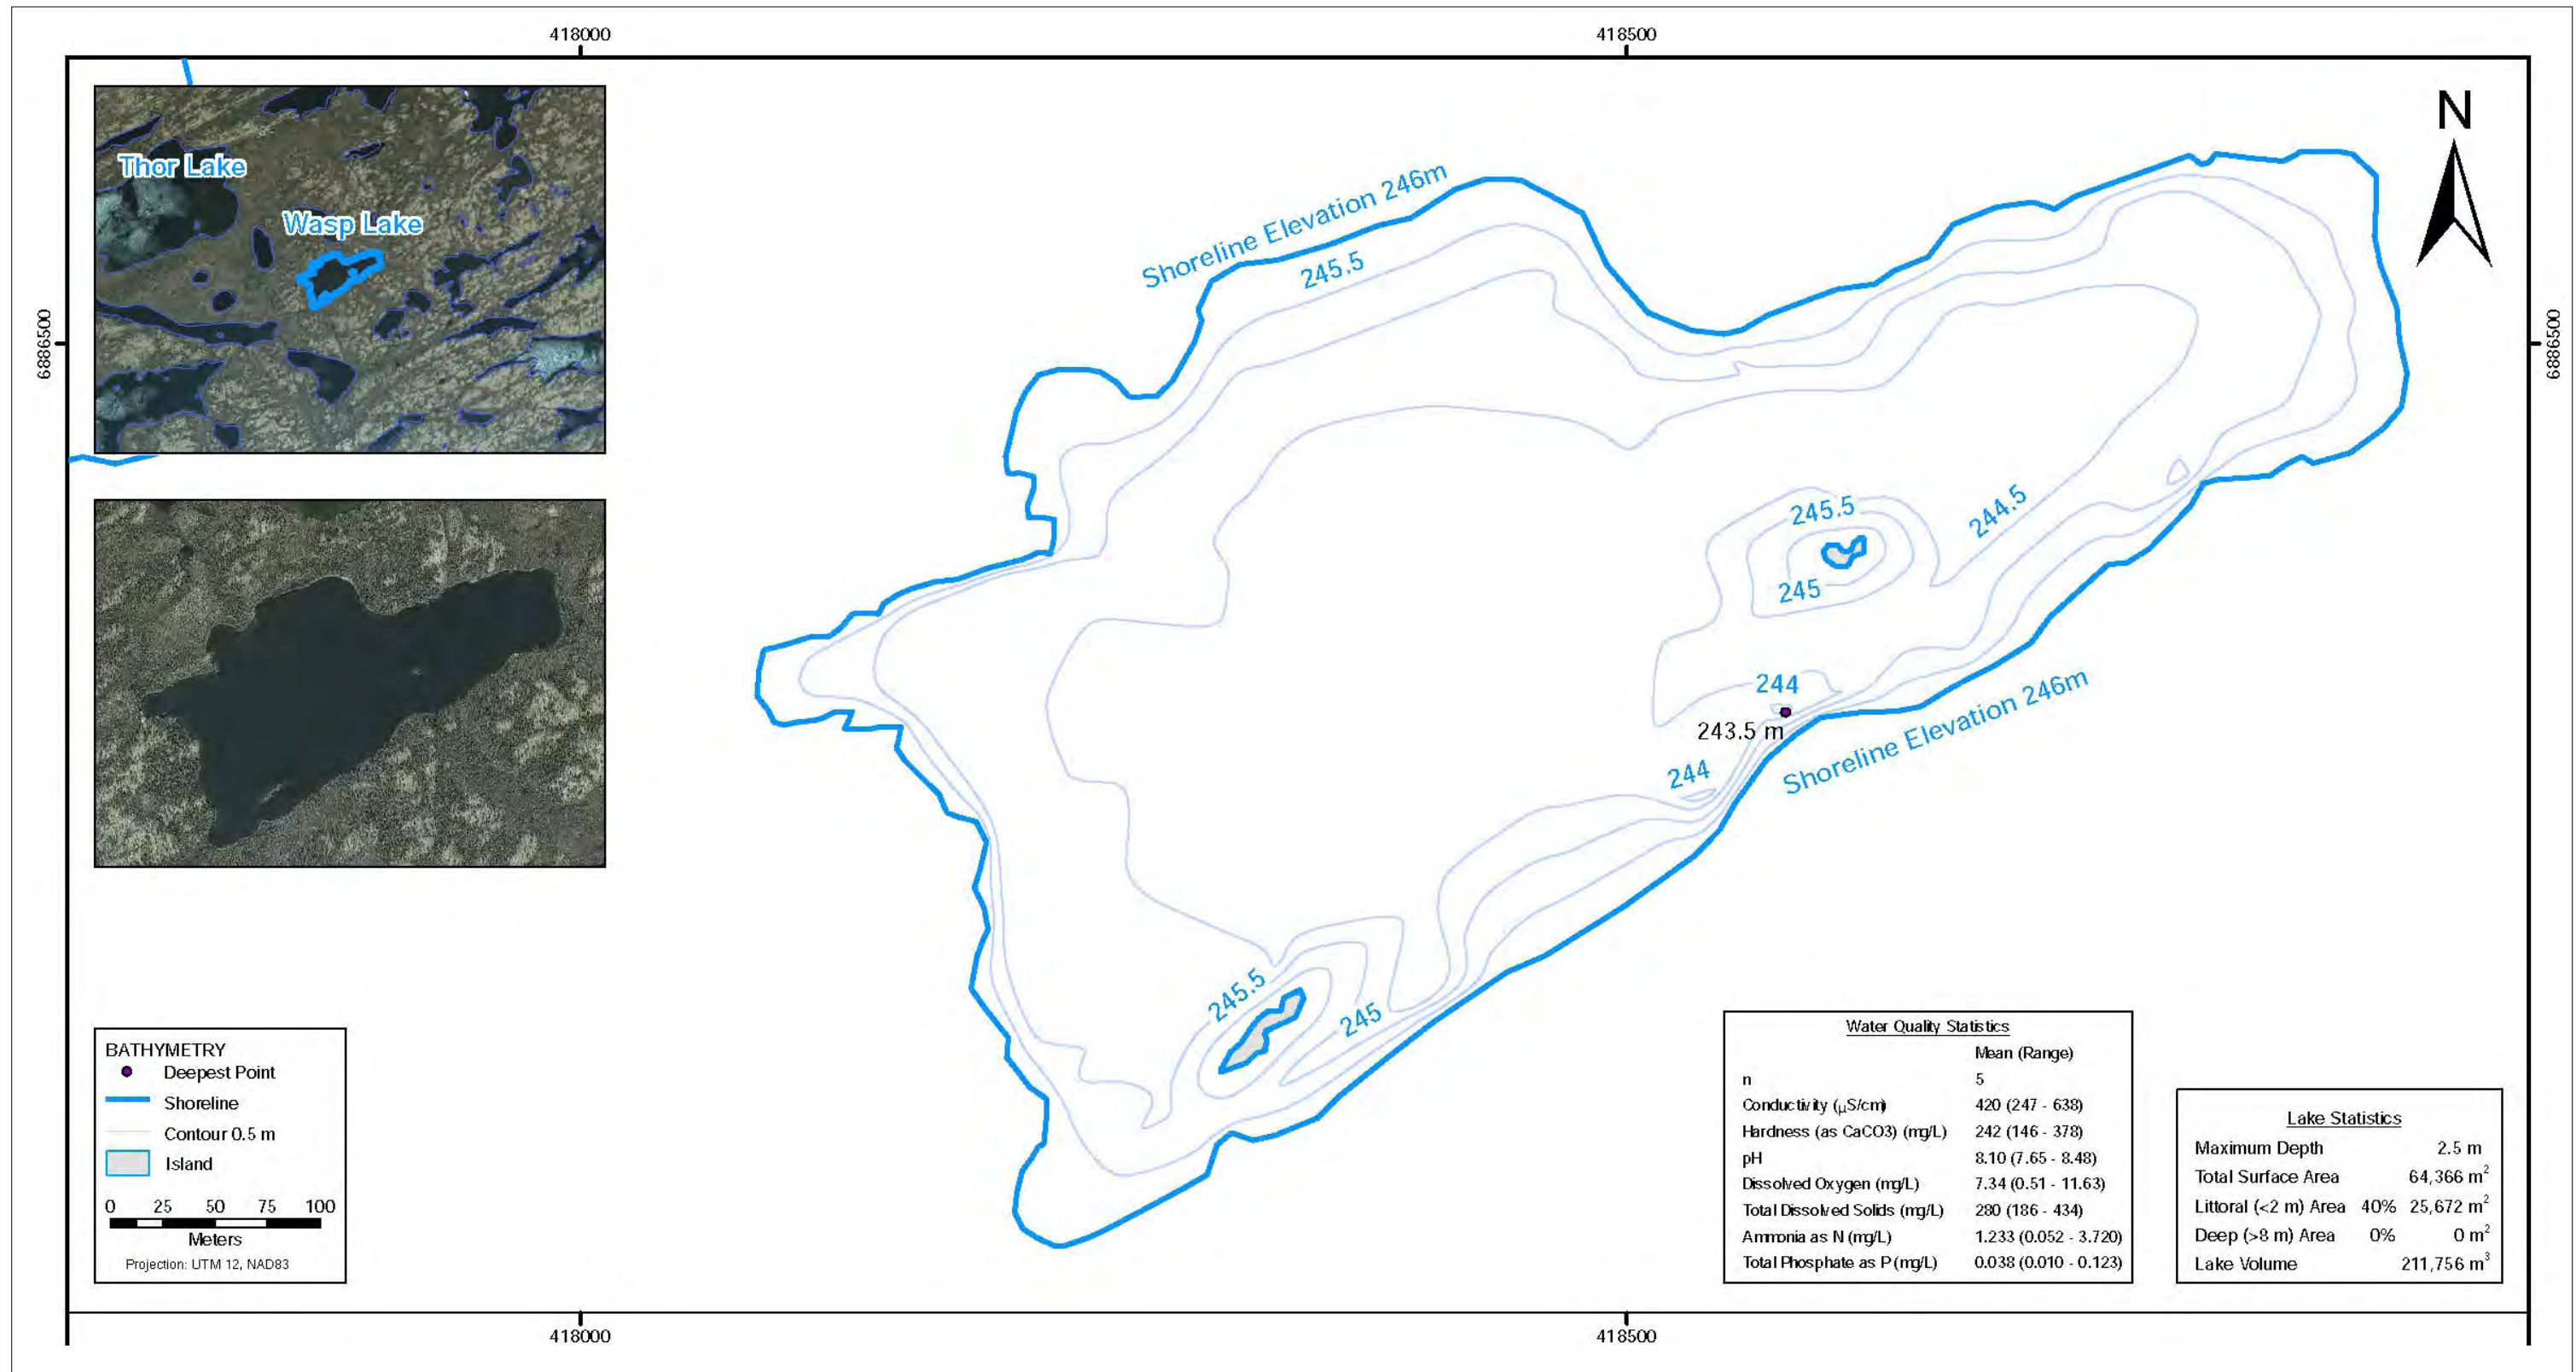 418000
418500
N
Thor Lake
Wasp Lake
Shoreline Elevation 246m
245.5
6886500
6886500
245.5
244.5
245
244
243.5 m
244
Shoreline Elevation 246m
245.5
245
BATHYMETRY
Deepest Point
Shoreline
Contour 0.5 m
Island
0 25 50 75 100
Meters
Projection: UTM 12, NAD83
Water Quality Statistics
Mean (Range)
n 5
Conductivity (µS/cm) 420 (247 - 638)
Hardness (as CaCO3) (mg/L) 242 (146 - 378)
pH 8.10 (7.65 - 8.48)
Dissolved Oxygen (mg/L) 7.34 (0.51 - 11.63)
Total Dissolved Solids (mg/L) 280 (186 - 434)
Ammonia as N (mg/L) 1.233 (0.052 - 3.720)
Total Phosphate as P (mg/L) 0.038 (0.010 - 0.123)
Lake Statistics
Maximum Depth 2.5 m
Total Surface Area 64,366 m²
Littoral (<2 m) Area 40% 25,672 m²
Deep (>8 m) Area 0% 0 m²
Lake Volume 211,756 m³
418000
418500